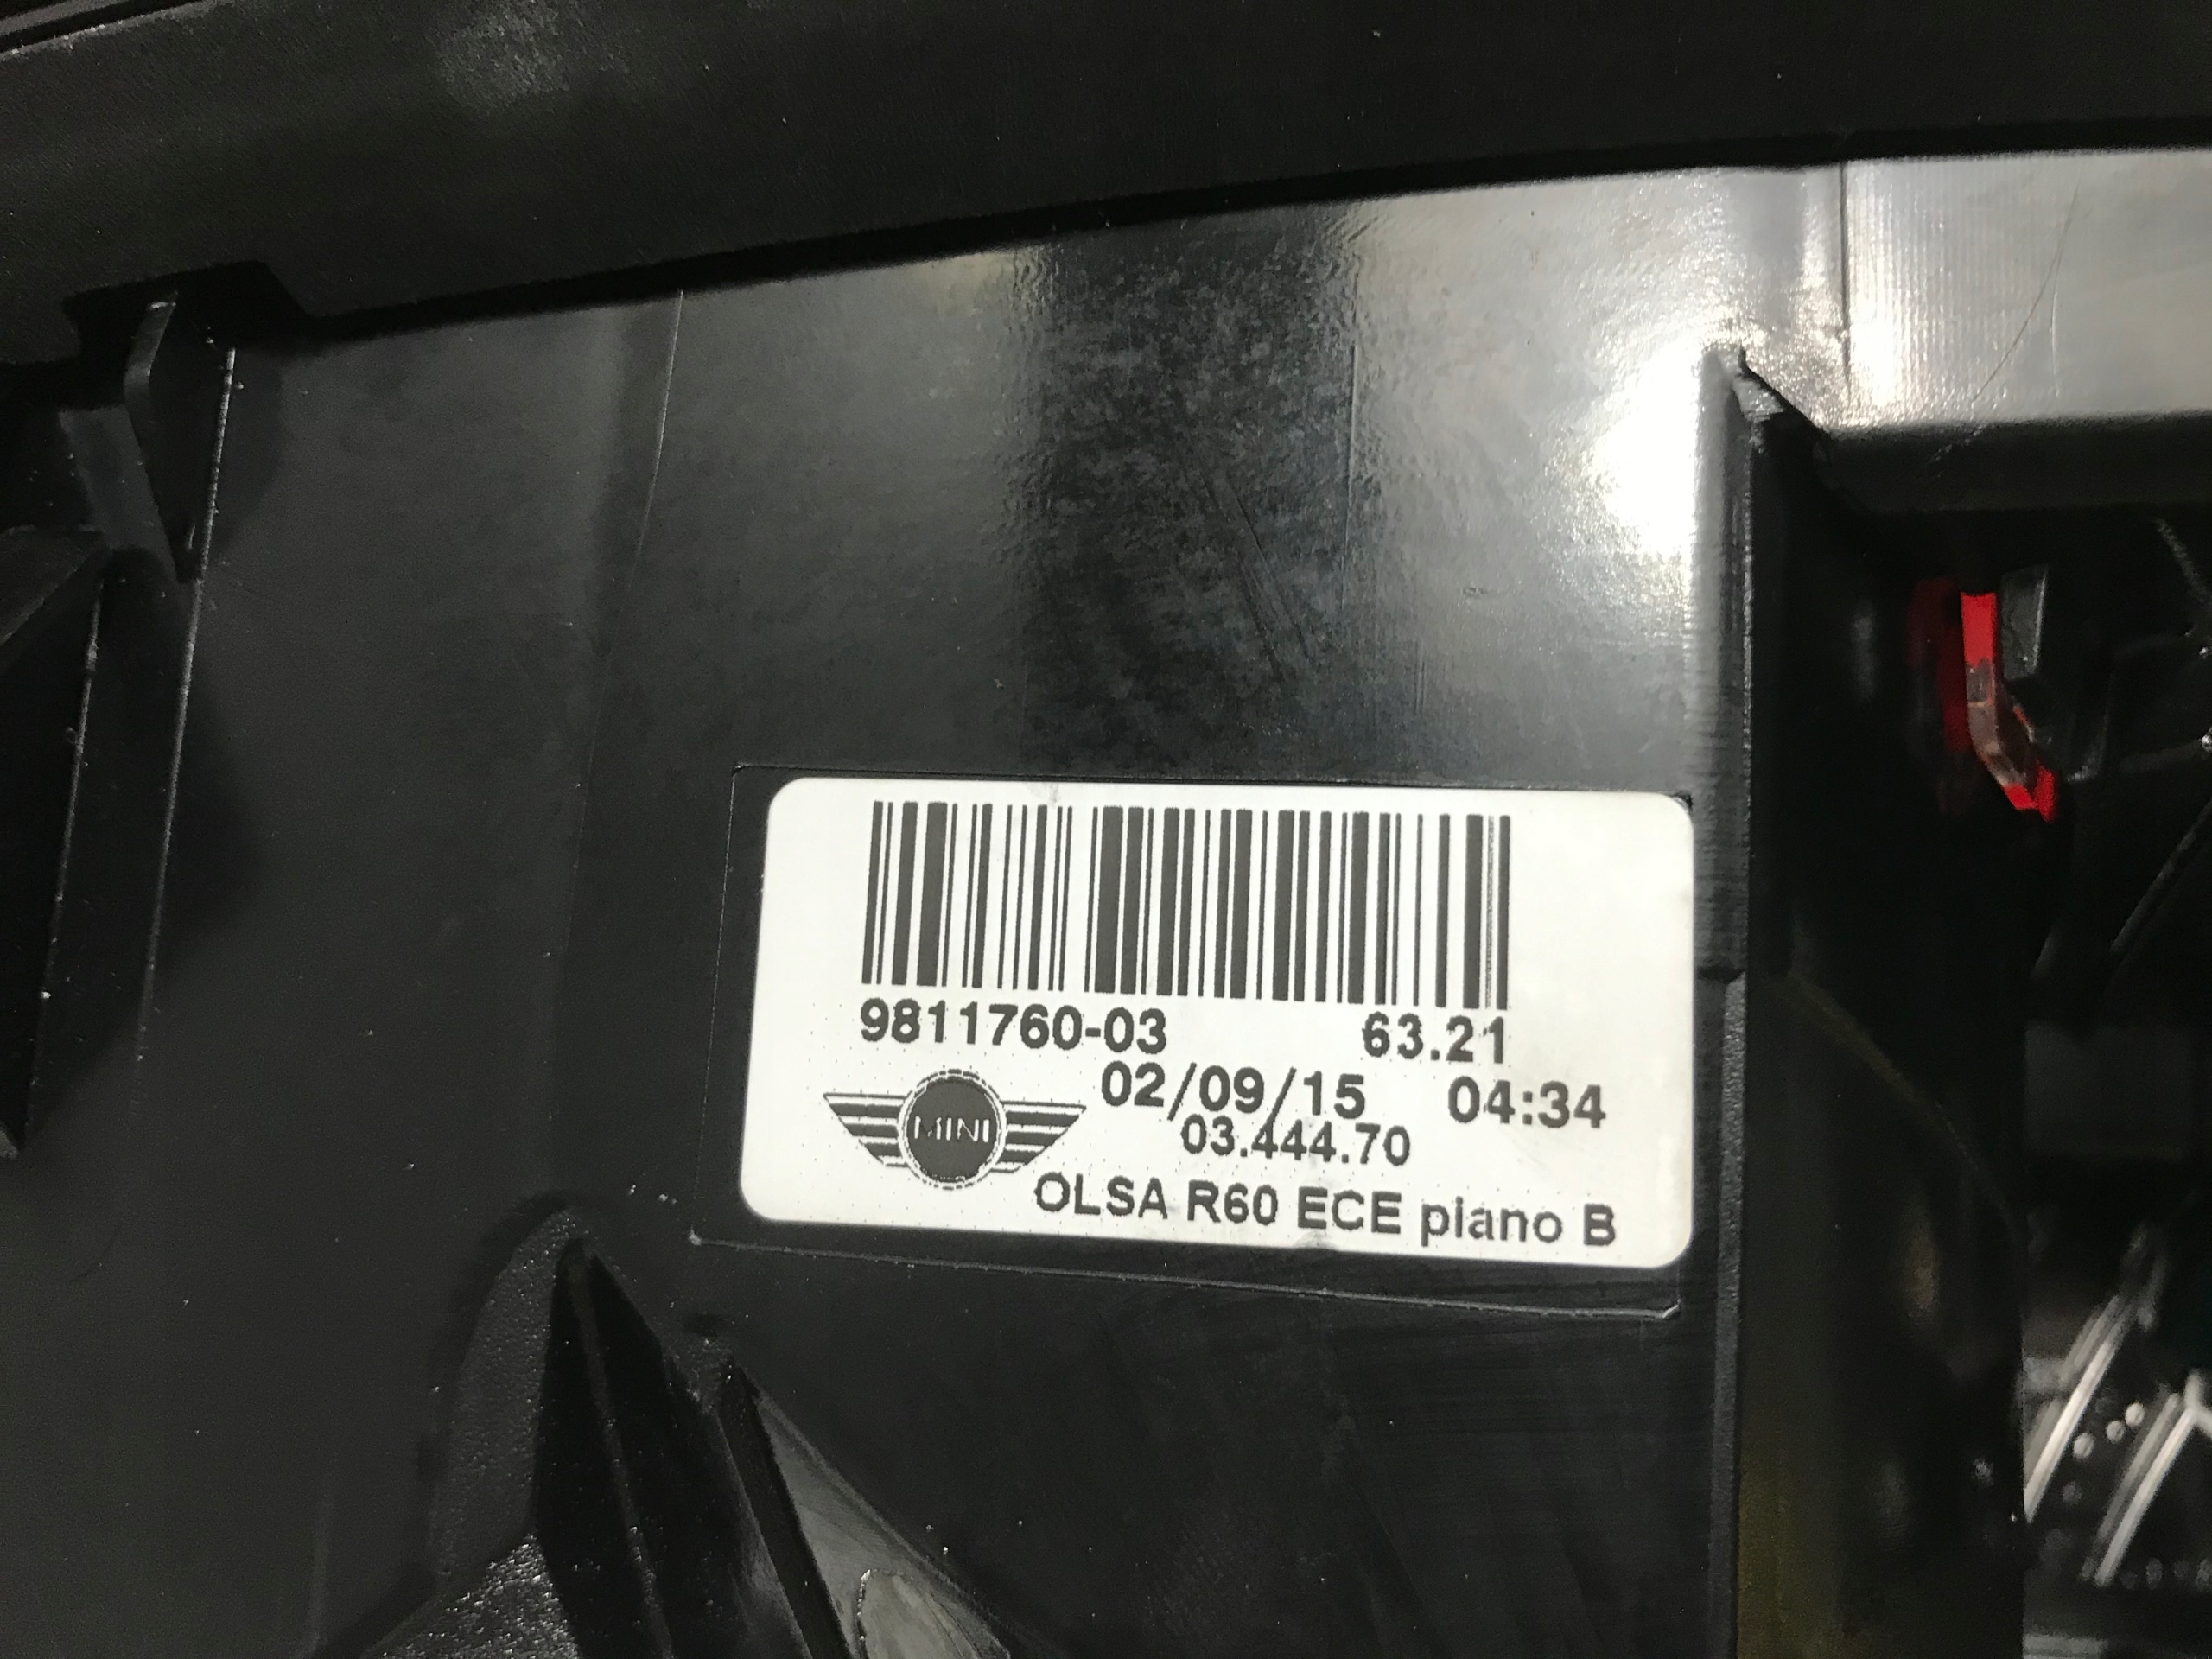 9811760-03 63.21
02/09/15 04:34
03.444.70
MINI
OLSA R60 ECE piano B